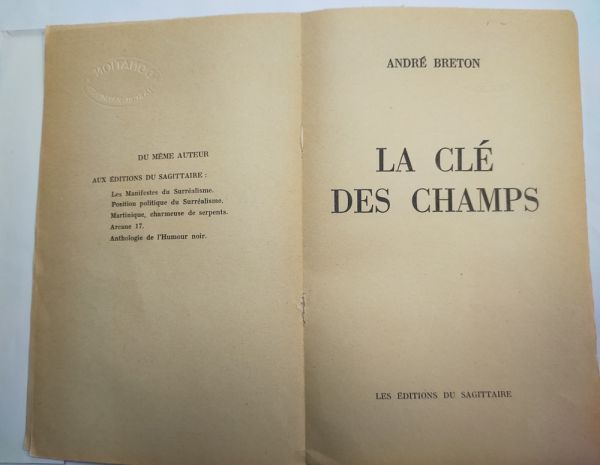 DU MÊME AUTEUR
AUX ÉDITIONS DU SAGITTAIRE :
Les Manifestes du Surréalisme.
Position politique du Surréalisme.
Martinique, charmeuse de serpents.
Arcane 17.
Anthologie de l'Humour noir.
ANDRÉ BRETON
LA CLÉ
DES CHAMPS
LES ÉDITIONS DU SAGITTAIRE